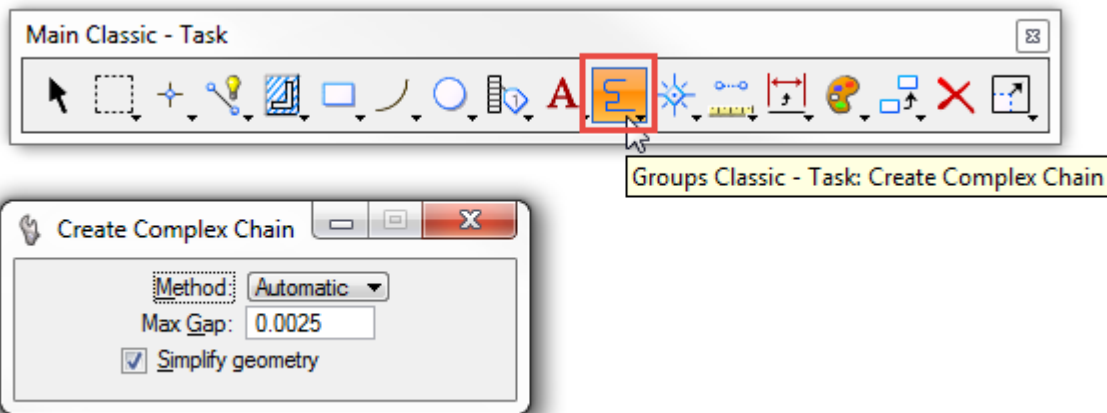 Main Classic - Task
A
Groups Classic - Task: Create Complex Chain
Create Complex Chain
Method: Automatic
Max Gap: 0.0025
Simplify geometry